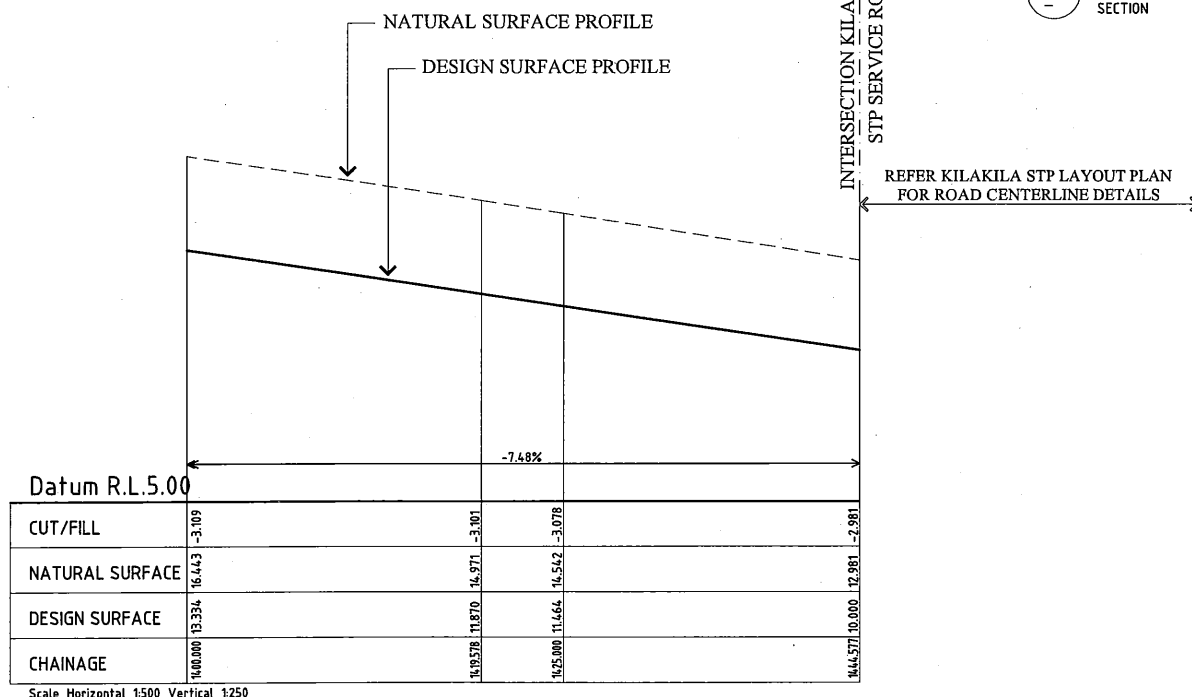 NATURAL SURFACE PROFILE
DESIGN SURFACE PROFILE
INTERSECTION
STP SERVICE
-
SECTION
REFER KILAKILA STP LAYOUT PLAN
FOR ROAD CENTERLINE DETAILS
-7.48%
Datum R.L.5.00
CUT/FILL -3.109 -3.101 -3.078 -2.981
NATURAL SURFACE 16.443 14.971 14.542 12.981
DESIGN SURFACE 13.334 11.870 11.464 10.000
CHAINAGE 1400.000 1419.578 1425.000 1444.577
Scale Horizontal 1:500 Vertical 1:250